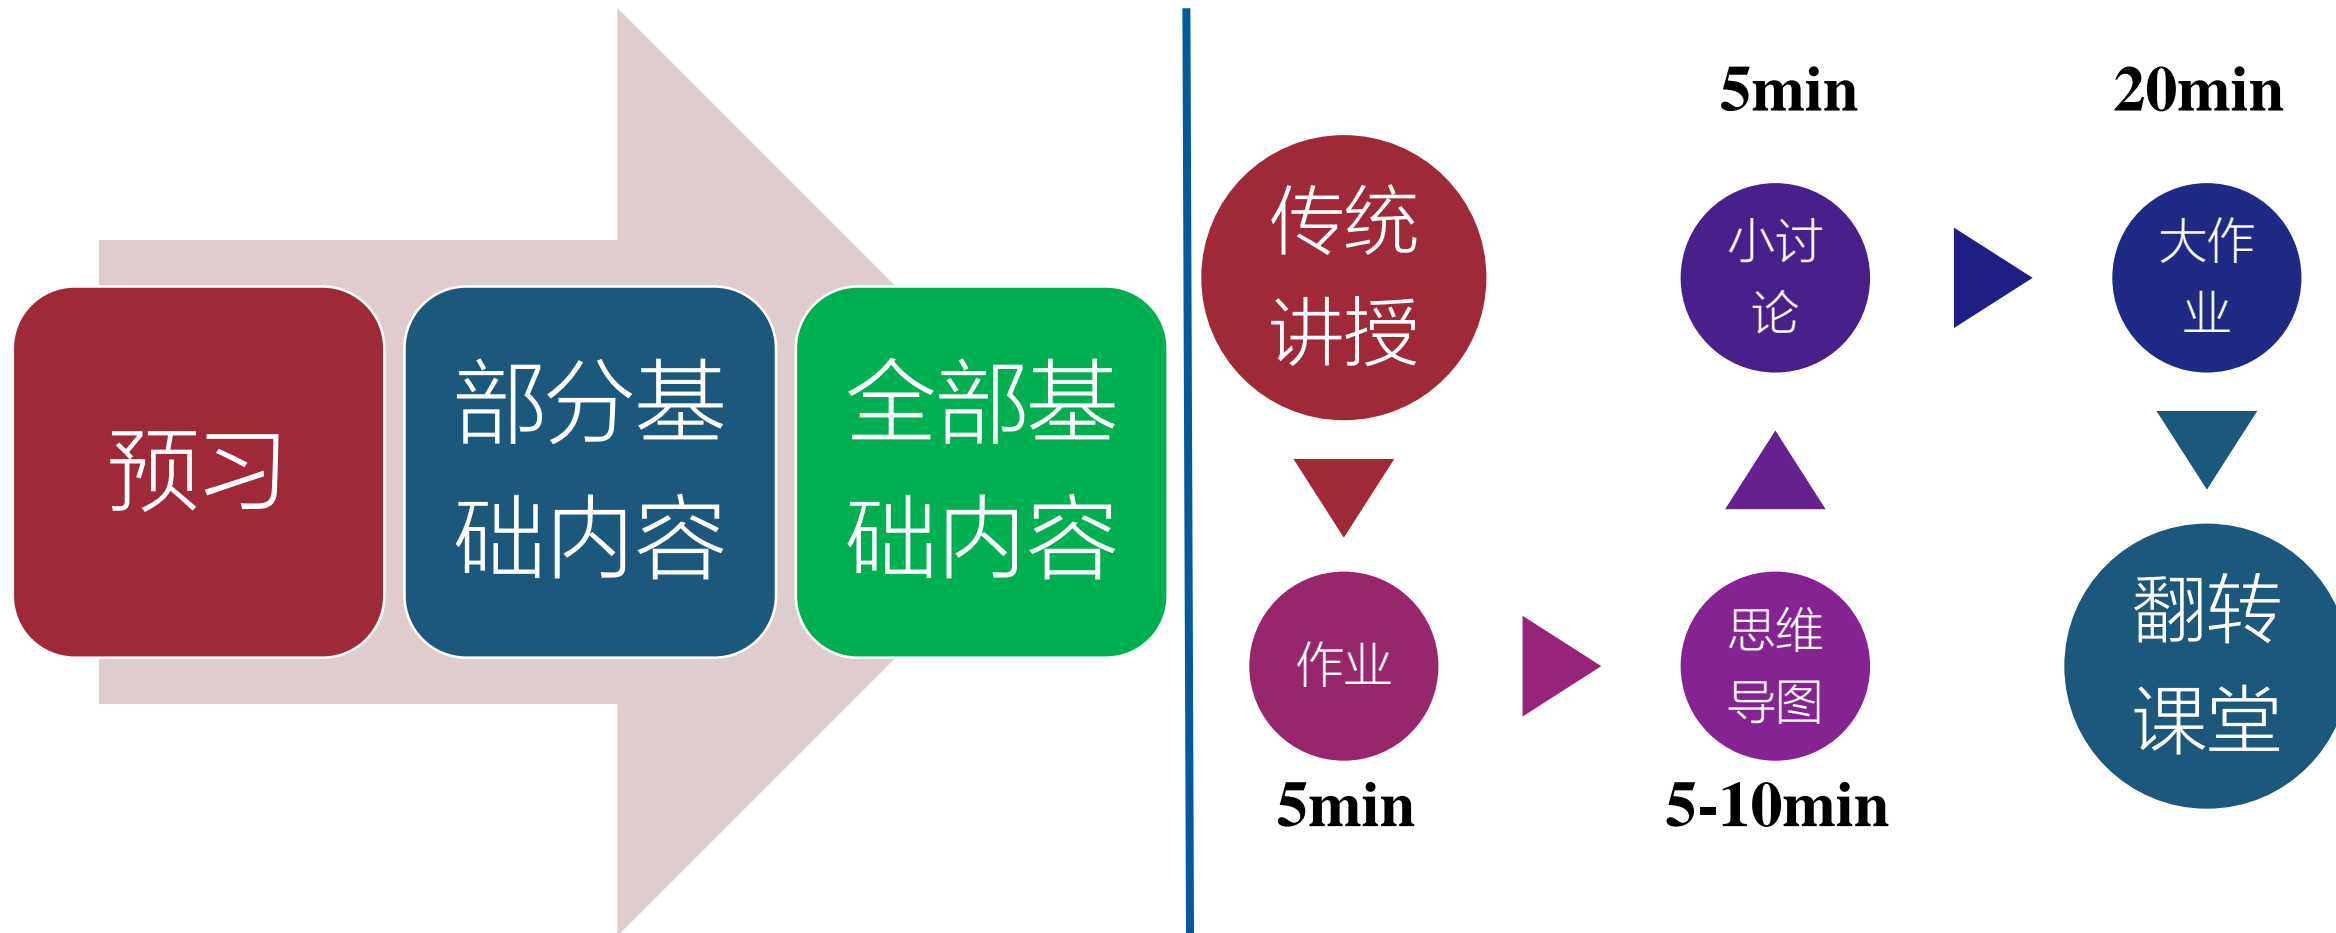 预习
部分基
础内容
全部基
础内容
传统
讲授
作业
5min
思维
导图
5-10min
5min
小讨
论
20min
大作
业
翻转
课堂